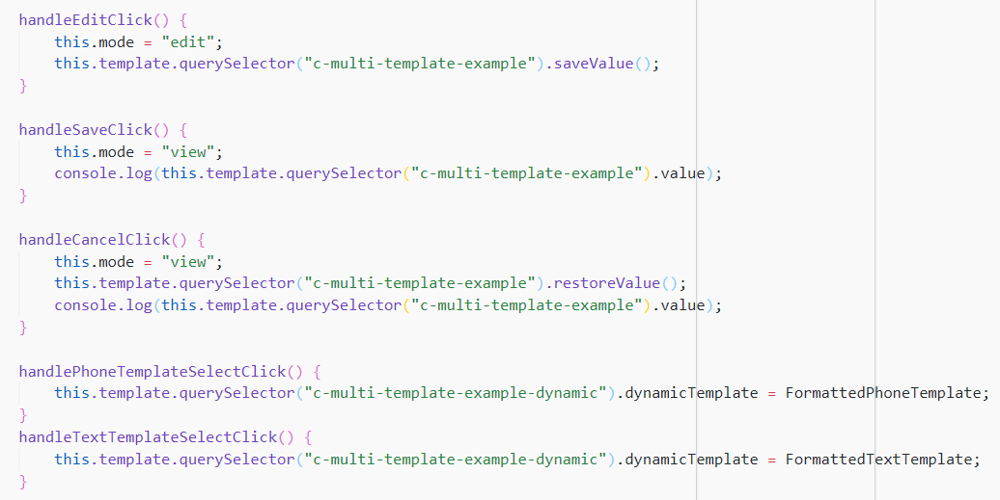 handleEditClick() {
    this.mode = "edit";
    this.template.querySelector("c-multi-template-example").saveValue();
}

handleSaveClick() {
    this.mode = "view";
    console.log(this.template.querySelector("c-multi-template-example").value);
}

handleCancelClick() {
    this.mode = "view";
    this.template.querySelector("c-multi-template-example").restoreValue();
    console.log(this.template.querySelector("c-multi-template-example").value);
}

handlePhoneTemplateSelectClick() {
    this.template.querySelector("c-multi-template-example-dynamic").dynamicTemplate = FormattedPhoneTemplate;
}
handleTextTemplateSelectClick() {
    this.template.querySelector("c-multi-template-example-dynamic").dynamicTemplate = FormattedTextTemplate;
}